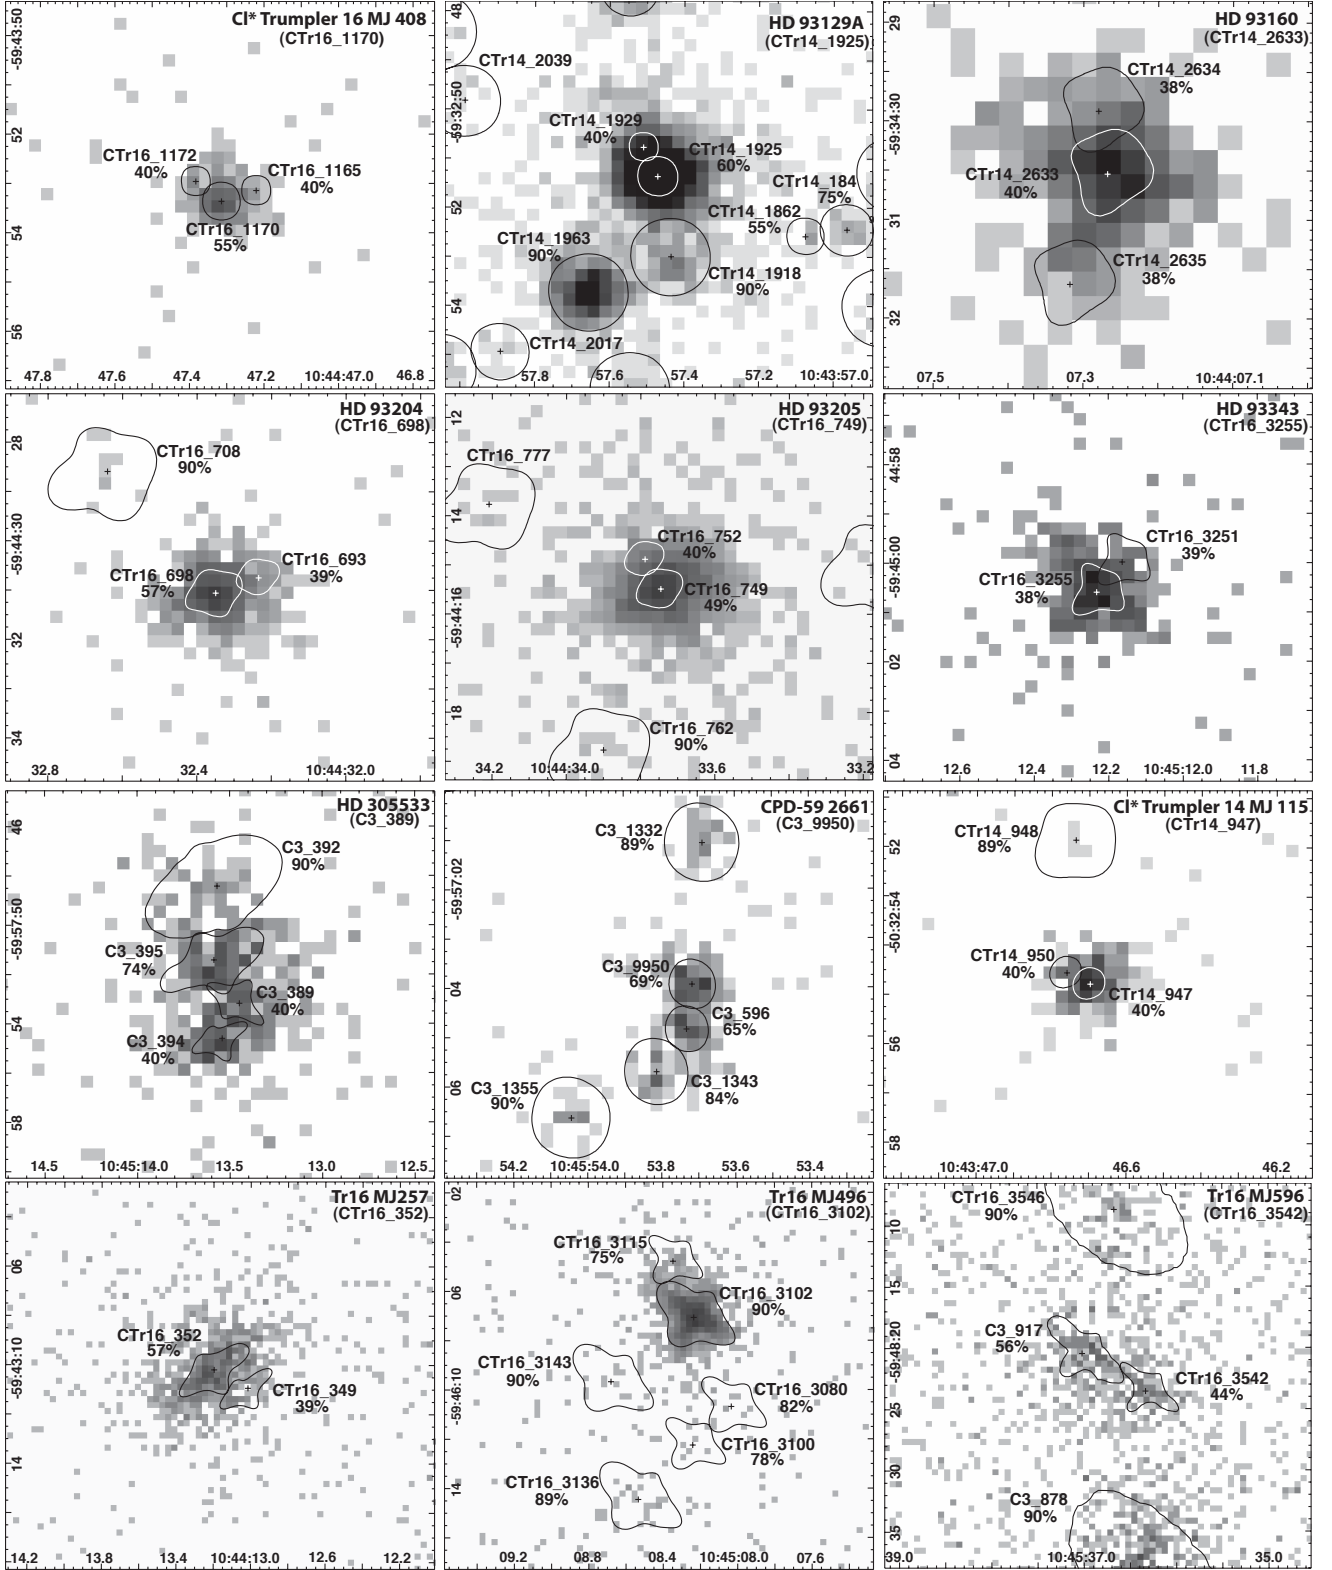 Cl* Trumpler 16 MJ 408
(CTr16_1170)
-59:43:50
52
54
56
CTr16_1172
40%
CTr16_1165
40%
CTr16_1170
55%
47.8 47.6 47.4 47.2 10:44:47.0 46.8
HD 93129A
(CTr14_1925)
48
-59:32:50
52
54
CTr14_2039
CTr14_1929
40%
CTr14_1925
60%
CTr14_184
75%
CTr14_1862
55%
CTr14_1963
90%
CTr14_1918
90%
CTr14_2017
57.8 57.6 57.4 57.2 10:43:57.0
HD 93160
(CTr14_2633)
29
-59:34:30
31
32
CTr14_2634
38%
CTr14_2633
40%
CTr14_2635
38%
07.5 07.3 10:44:07.1
HD 93204
(CTr16_698)
28
-59:44:30
32
34
CTr16_708
90%
CTr16_693
39%
CTr16_698
57%
32.8 32.4 10:44:32.0
HD 93205
(CTr16_749)
12
14
-59:44:16
18
CTr16_777
CTr16_752
40%
CTr16_749
49%
CTr16_762
90%
34.2 10:44:34.0 33.6 33.2
HD 93343
(CTr16_3255)
44:58
-59:45:00
02
04
CTr16_3251
39%
CTr16_3255
38%
12.6 12.4 12.2 10:45:12.0 11.8
HD 305533
(C3_389)
46
-59:57:50
54
58
C3_392
90%
C3_395
74%
C3_389
40%
C3_394
40%
14.5 10:45:14.0 13.5 13.0 12.5
CPD-59 2661
(C3_9950)
-59:57:02
04
06
C3_1332
89%
C3_9950
69%
C3_596
65%
C3_1343
84%
C3_1355
90%
54.2 10:45:54.0 53.8 53.6 53.4
Cl* Trumpler 14 MJ 115
(CTr14_947)
52
-50:32:54
56
58
CTr14_948
89%
CTr14_950
40%
CTr14_947
40%
10:43:47.0 46.6 46.2
Tr16 MJ257
(CTr16_352)
06
-59:43:10
14
CTr16_352
57%
CTr16_349
39%
14.2 13.8 13.4 10:44:13.0 12.6 12.2
Tr16 MJ496
(CTr16_3102)
02
06
-59:46:10
14
CTr16_3115
75%
CTr16_3102
90%
CTr16_3143
90%
CTr16_3080
82%
CTr16_3100
78%
CTr16_3136
89%
09.2 08.8 08.4 10:45:08.0 07.6
Tr16 MJ596
(CTr16_3542)
10
15
-59:48:20
25
30
35
CTr16_3546
90%
C3_917
56%
CTr16_3542
44%
C3_878
90%
39.0 10:45:37.0 35.0